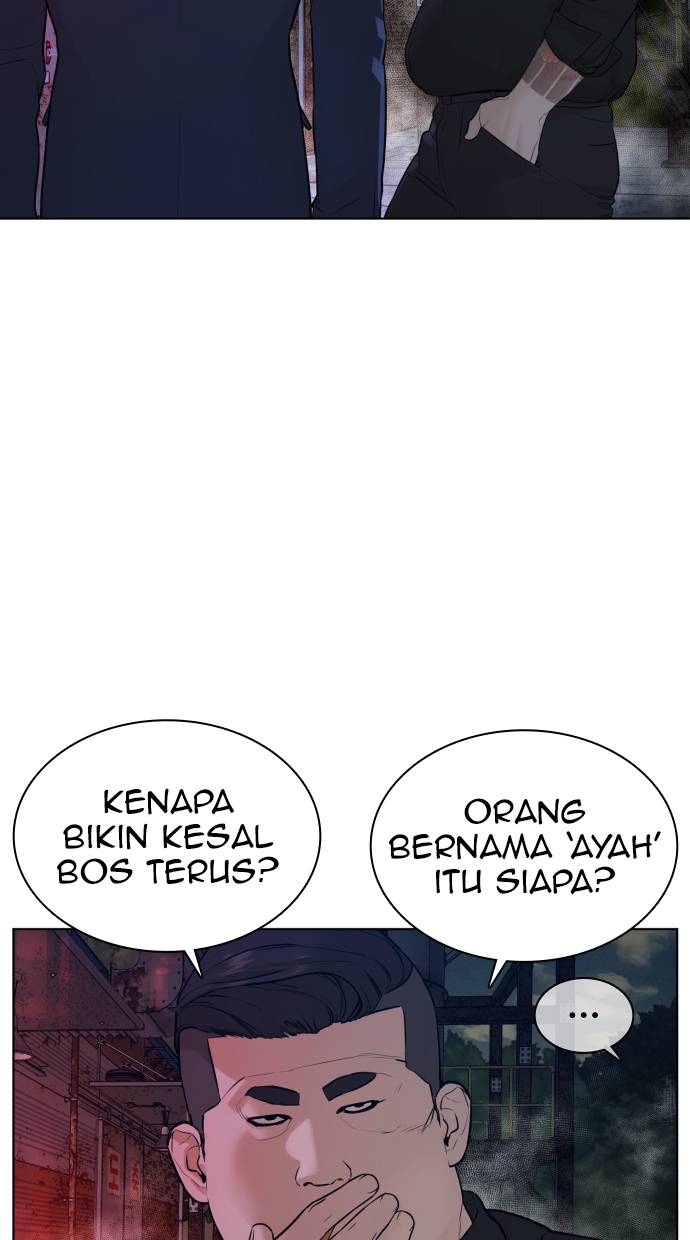 KENAPA
BIKIN KESAL
BOS TERUS?
ORANG
BERNAMA 'AYAH'
ITU SIAPA?
...